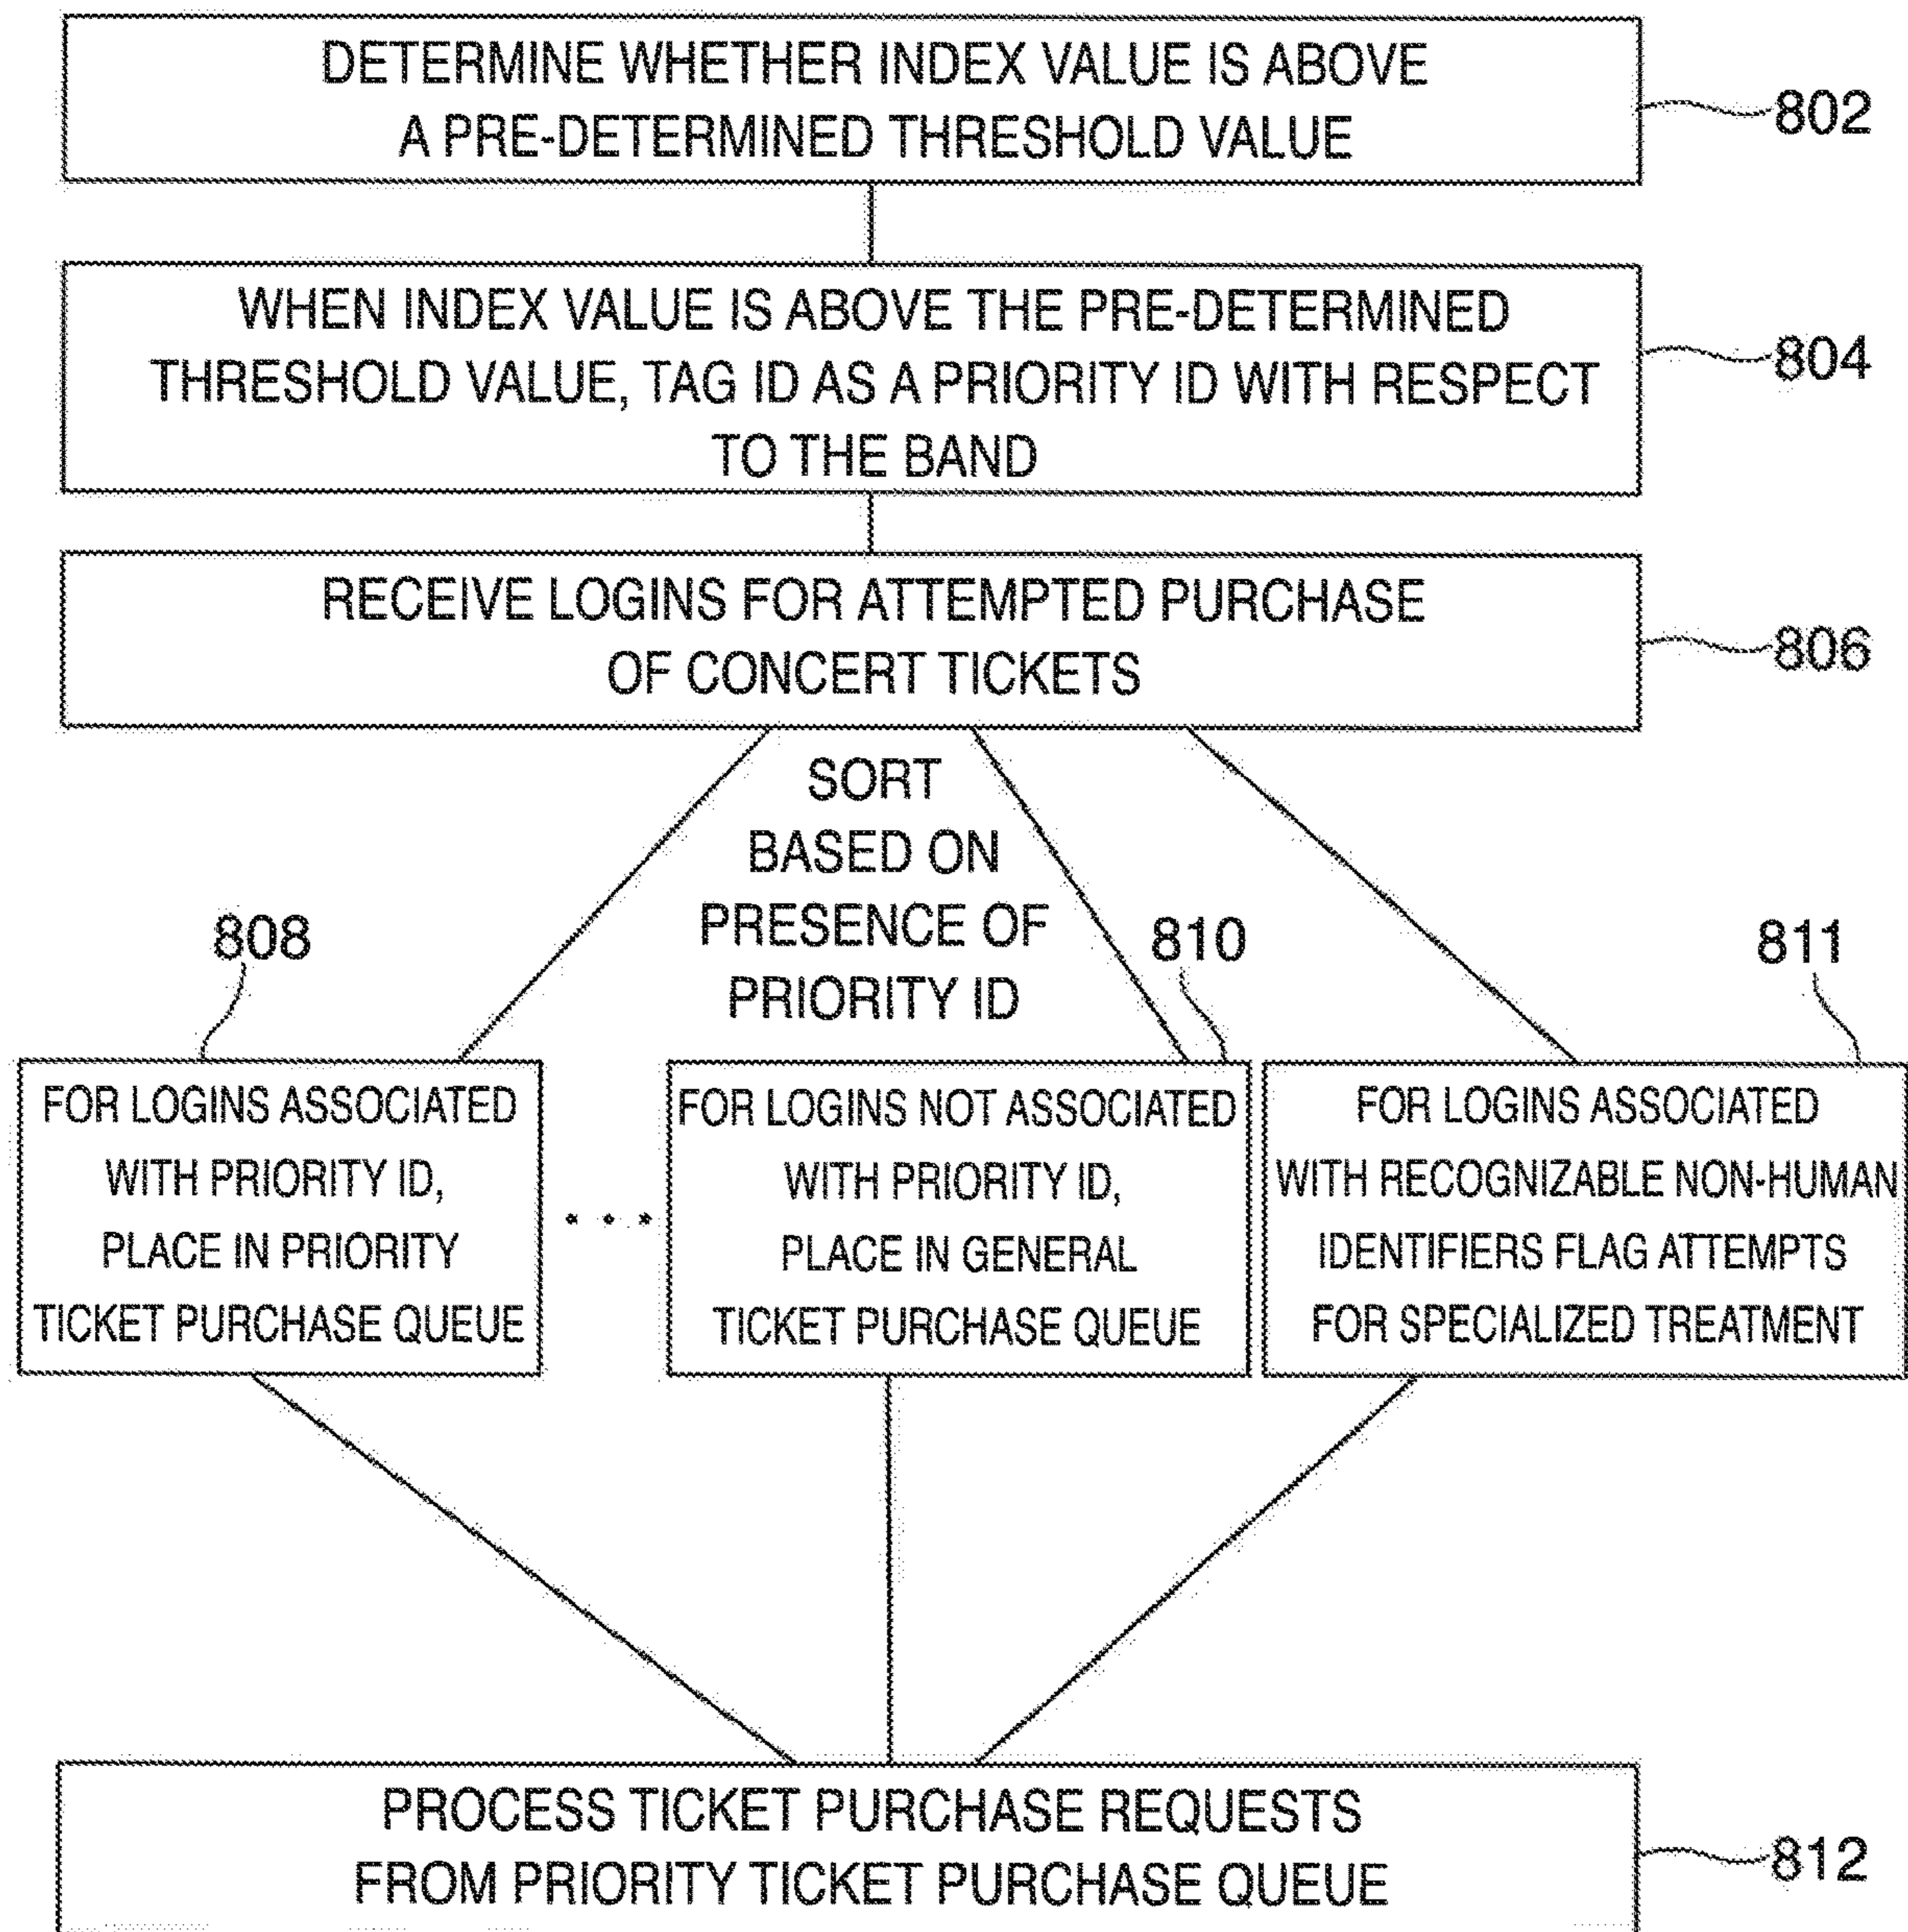 DETERMINE WHETHER INDEX VALUE IS ABOVE
A PRE-DETERMINED THRESHOLD VALUE
802
WHEN INDEX VALUE IS ABOVE THE PRE-DETERMINED
THRESHOLD VALUE, TAG ID AS A PRIORITY ID WITH RESPECT
TO THE BAND
804
RECEIVE LOGINS FOR ATTEMPTED PURCHASE
OF CONCERT TICKETS
806
SORT
BASED ON
PRESENCE OF
PRIORITY ID
808
FOR LOGINS ASSOCIATED
WITH PRIORITY ID,
PLACE IN PRIORITY
TICKET PURCHASE QUEUE
• • •
810
FOR LOGINS NOT ASSOCIATED
WITH PRIORITY ID,
PLACE IN GENERAL
TICKET PURCHASE QUEUE
811
FOR LOGINS ASSOCIATED
WITH RECOGNIZABLE NON-HUMAN
IDENTIFIERS FLAG ATTEMPTS
FOR SPECIALIZED TREATMENT
PROCESS TICKET PURCHASE REQUESTS
FROM PRIORITY TICKET PURCHASE QUEUE
812